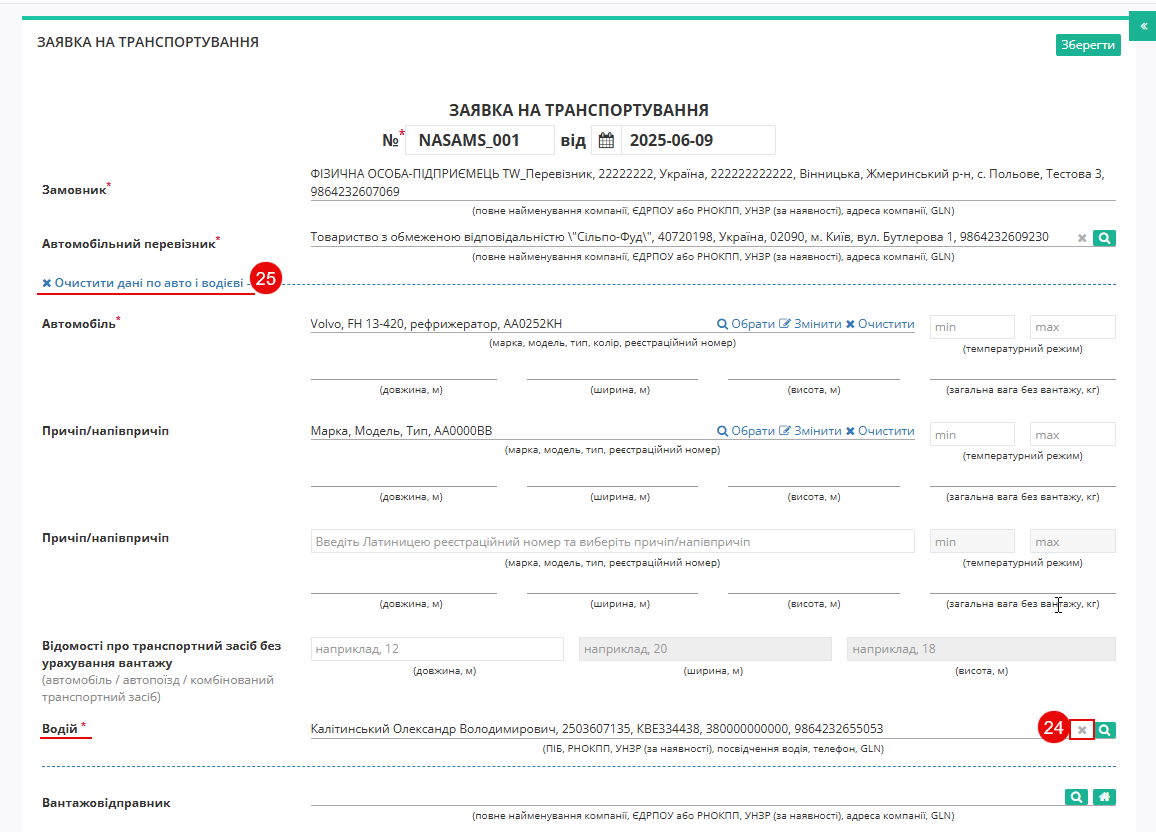 «
ЗАЯВКА НА ТРАНСПОРТУВАННЯ
Зберегти
ЗАЯВКА НА ТРАНСПОРТУВАННЯ
№* NASAMS_001 від 2025-06-09
Замовник*
ФІЗИЧНА ОСОБА-ПІДПРИЄМЕЦЬ TW_Перевізник, 22222222, Україна, 222222222222, Вінницька, Жмеринський р-н, с. Польове, Тестова 3,
9864232607069
(повне найменування компанії, ЄДРПОУ або РНОКПП, УНЗР (за наявності), адреса компанії, GLN)
Автомобільний перевізник*
Товариство з обмеженою відповідальністю \"Сільпо-Фуд\", 40720198, Україна, 02090, м. Київ, вул. Бутлерова 1, 9864232609230
(повне найменування компанії, ЄДРПОУ або РНОКПП, УНЗР (за наявності), адреса компанії, GLN)
Очистити дані по авто і водієві 25
Автомобіль*
Volvo, FH 13-420, рефрижератор, AA0252KH Обрати Змінити Очистити min max
(марка, модель, тип, колір, реєстраційний номер) (температурний режим)
(довжина, м) (ширина, м) (висота, м) (загальна вага без вантажу, кг)
Причіп/напівпричіп Марка, Модель, Тип, AA0000BB Обрати Змінити Очистити min max
(марка, модель, тип, реєстраційний номер) (температурний режим)
(довжина, м) (ширина, м) (висота, м) (загальна вага без вантажу, кг)
Причіп/напівпричіп Введіть Латиницею реєстраційний номер та виберіть причіп/напівпричіп min max
(марка, модель, тип, реєстраційний номер) (температурний режим)
(довжина, м) (ширина, м) (висота, м) (загальна вага без вантажу, кг)
Відомості про транспортний засіб без
урахування вантажу
(автомобіль / автопоїзд / комбінований
транспортний засіб)
наприклад, 12 наприклад, 20 наприклад, 18
(довжина, м) (ширина, м) (висота, м)
Водій * Калітинський Олександр Володимирович, 2503607135, КВЕ334438, 380000000000, 9864232655053 24
(ПІБ, РНОКПП, УНЗР (за наявності), посвідчення водія, телефон, GLN)
Вантажовідправник
(повне найменування компанії, ЄДРПОУ або РНОКПП, УНЗР (за наявності), адреса компанії, GLN)